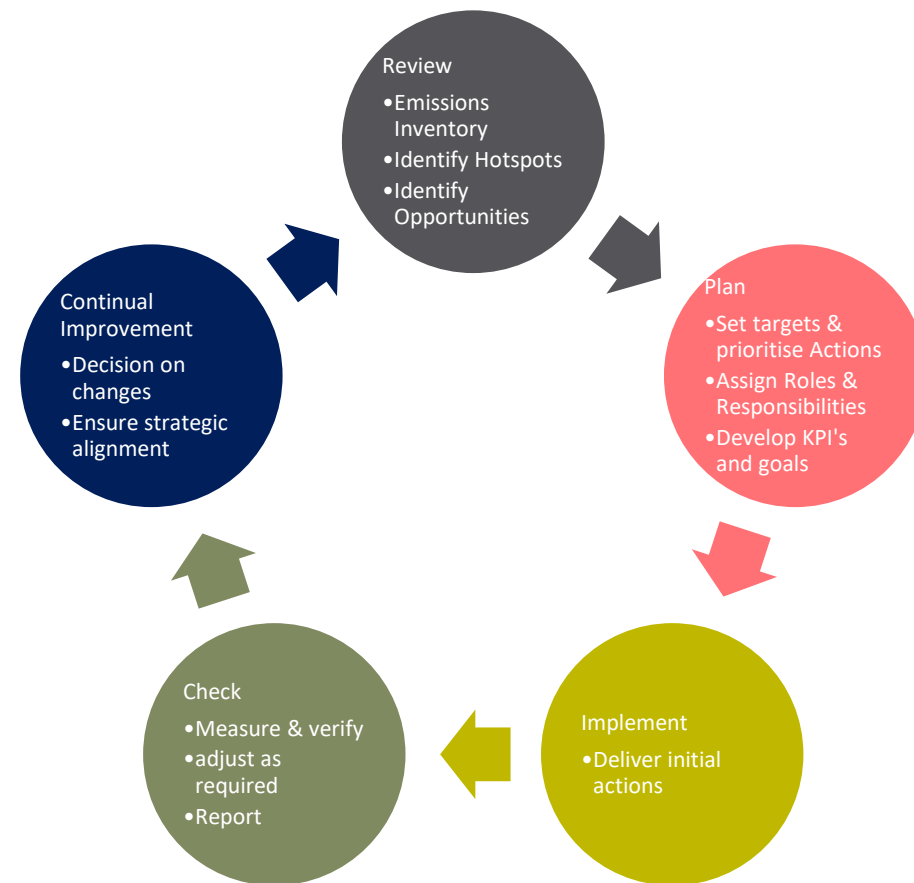 Review
•Emissions
Inventory
•Identify Hotspots
•Identify
Opportunities
Plan
•Set targets &
prioritise Actions
•Assign Roles &
Responsibilities
•Develop KPI's
and goals
Implement
•Deliver initial
actions
Check
•Measure & verify
•adjust as
required
•Report
Continual
Improvement
•Decision on
changes
•Ensure strategic
alignment